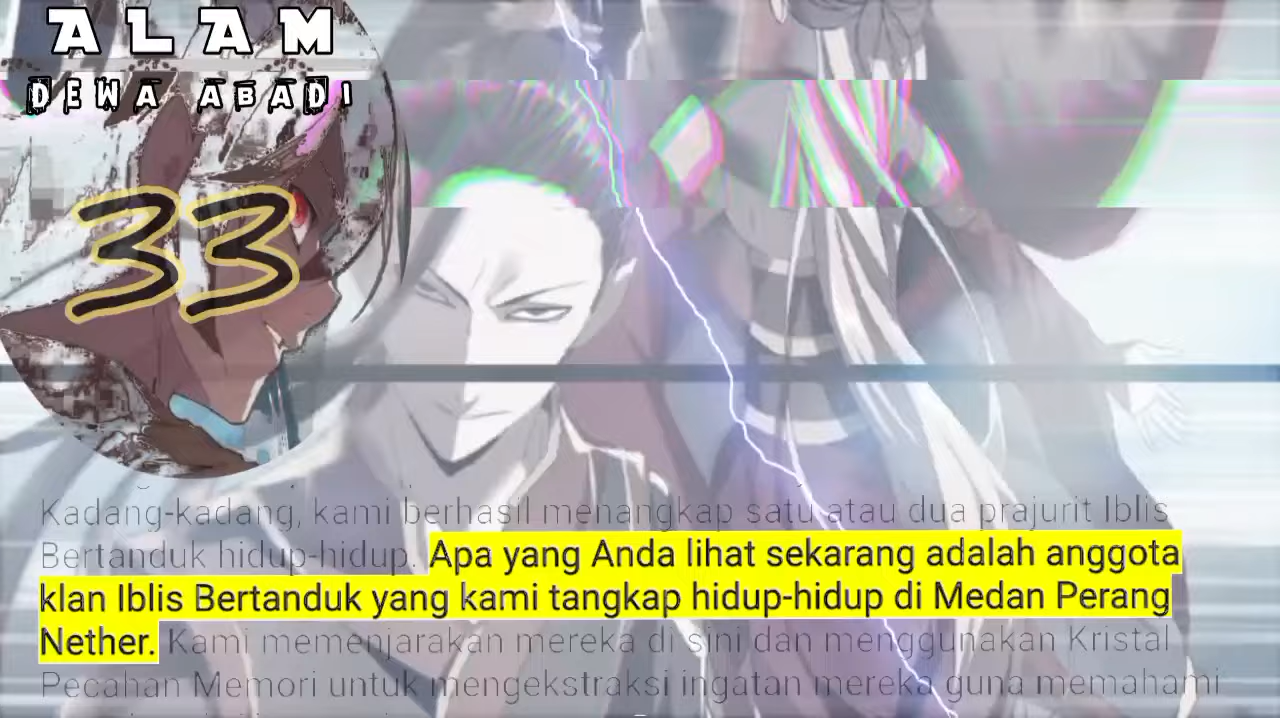 ALAM
DEWA ABADI
33
Kadang-kadang, kami berhasil menangkap satu atau dua prajurit Iblis
Bertanduk hidup-hidup. Apa yang Anda lihat sekarang adalah anggota
klan Iblis Bertanduk yang kami tangkap hidup-hidup di Medan Perang
Nether. Kami memenjarakan mereka di sini dan menggunakan Kristal
Pecahan Memori untuk mengekstraksi ingatan mereka guna memahami